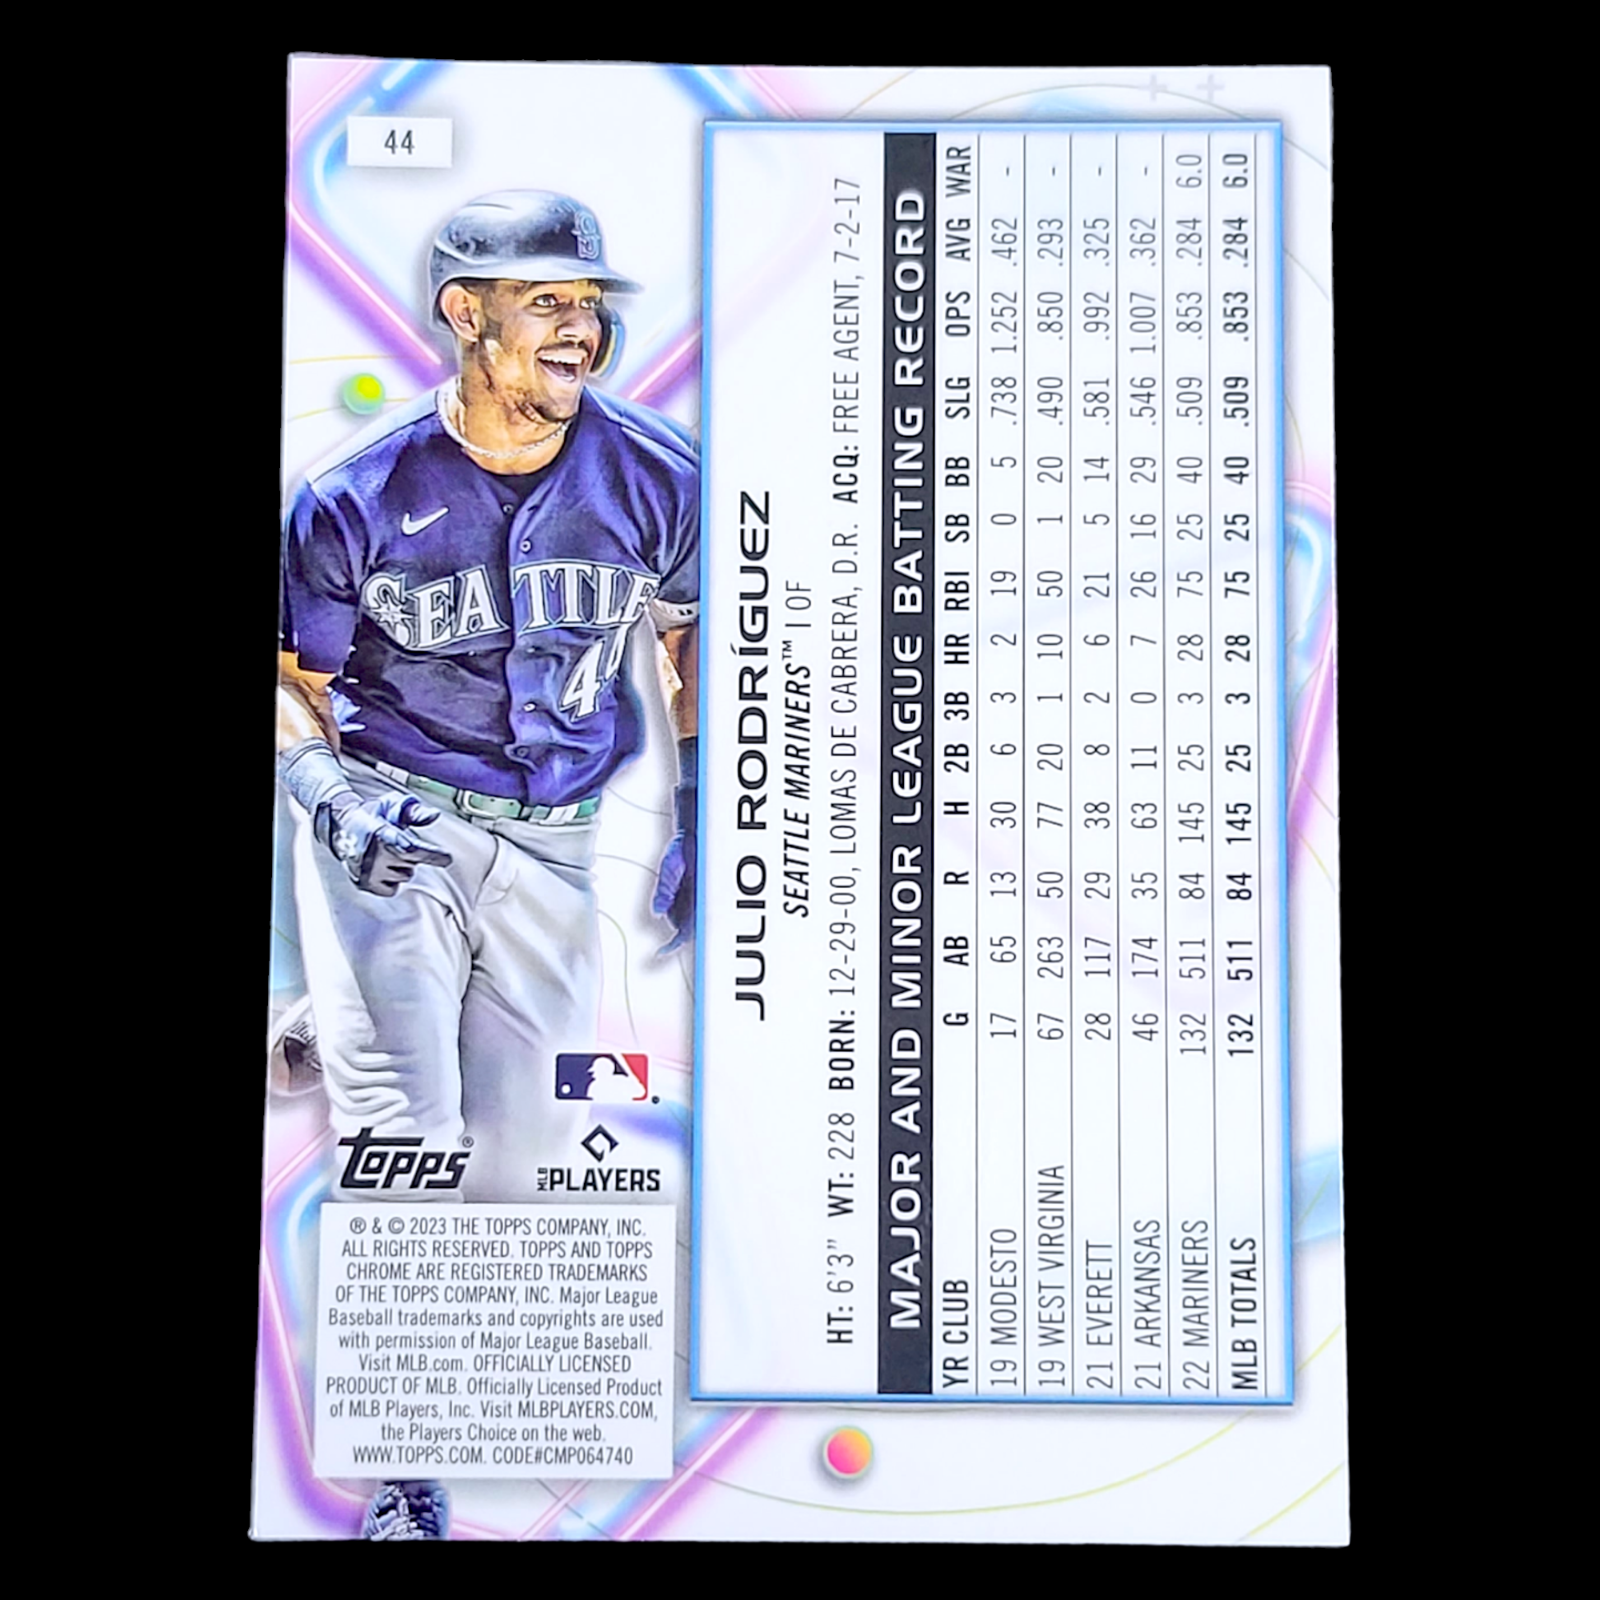 44
SEATTLE
44
topps®
MLB PLAYERS
® & © 2023 THE TOPPS COMPANY, INC.
ALL RIGHTS RESERVED. TOPPS AND TOPPS
CHROME ARE REGISTERED TRADEMARKS
OF THE TOPPS COMPANY, INC. Major League
Baseball trademarks and copyrights are used
with permission of Major League Baseball.
Visit MLB.com. OFFICIALLY LICENSED
PRODUCT OF MLB. Officially Licensed Product
of MLB Players, Inc. Visit MLBPLAYERS.COM,
the Players Choice on the web.
WWW.TOPPS.COM. CODE#CMP064740
JULIO RODRÍGUEZ
SEATTLE MARINERS™ | OF
HT: 6'3" WT: 228 BORN: 12-29-00, LOMAS DE CABRERA, D.R. ACQ: FREE AGENT, 7-2-17
MAJOR AND MINOR LEAGUE BATTING RECORD
YR CLUB G AB R H 2B 3B HR RBI SB BB SLG OPS AVG WAR
19 MODESTO 17 65 13 30 6 3 2 19 0 5 .738 1.252 .462 -
19 WEST VIRGINIA 67 263 50 77 20 1 10 50 1 20 .490 .850 .293 -
21 EVERETT 28 117 29 38 8 2 6 21 5 14 .581 .992 .325 -
21 ARKANSAS 46 174 35 63 11 0 7 26 16 29 .546 1.007 .362 -
22 MARINERS 132 511 84 145 25 3 28 75 25 40 .509 .853 .284 6.0
MLB TOTALS 132 511 84 145 25 3 28 75 25 40 .509 .853 .284 6.0